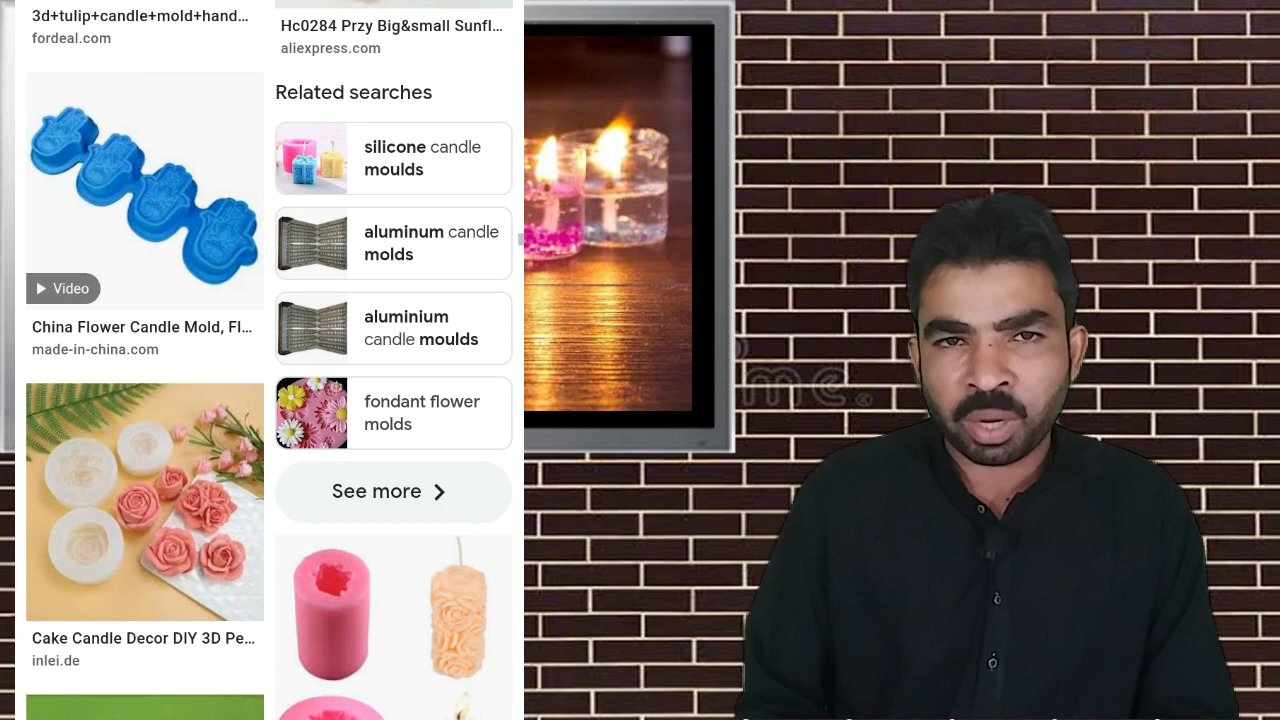 3d+tulip+candle+mold+hand...
fordeal.com
Video
China Flower Candle Mold, Fl...
made-in-china.com
Cake Candle Decor DIY 3D Pe...
inlei.de
Hc0284 Przy Big&small Sunfl...
aliexpress.com
Related searches
silicone candle
moulds
aluminum candle
molds
aluminium
candle moulds
fondant flower
molds
See more
me.®